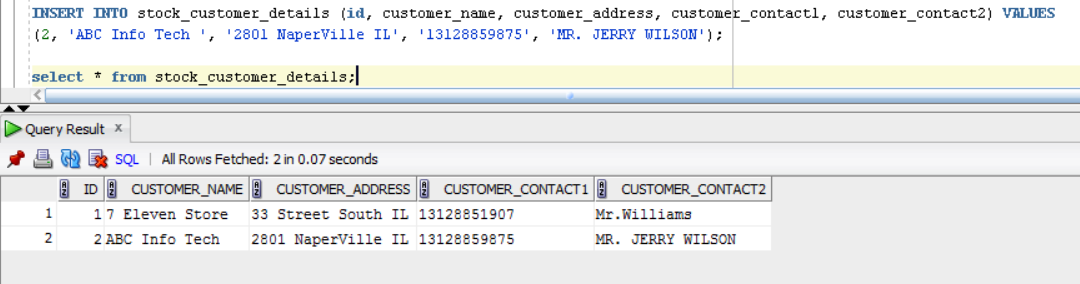 INSERT INTO stock_customer_details (id, customer_name, customer_address, customer_contact1, customer_contact2) VALUES
(2, 'ABC Info Tech ', '2801 NaperVille IL', '13128859875', 'MR. JERRY WILSON');
select * from stock_customer_details;
Query Result x
SQL | All Rows Fetched: 2 in 0.07 seconds
ID CUSTOMER_NAME CUSTOMER_ADDRESS CUSTOMER_CONTACT1 CUSTOMER_CONTACT2
1 1 7 Eleven Store 33 Street South IL 13128851907 Mr.Williams
2 2 ABC Info Tech 2801 NaperVille IL 13128859875 MR. JERRY WILSON